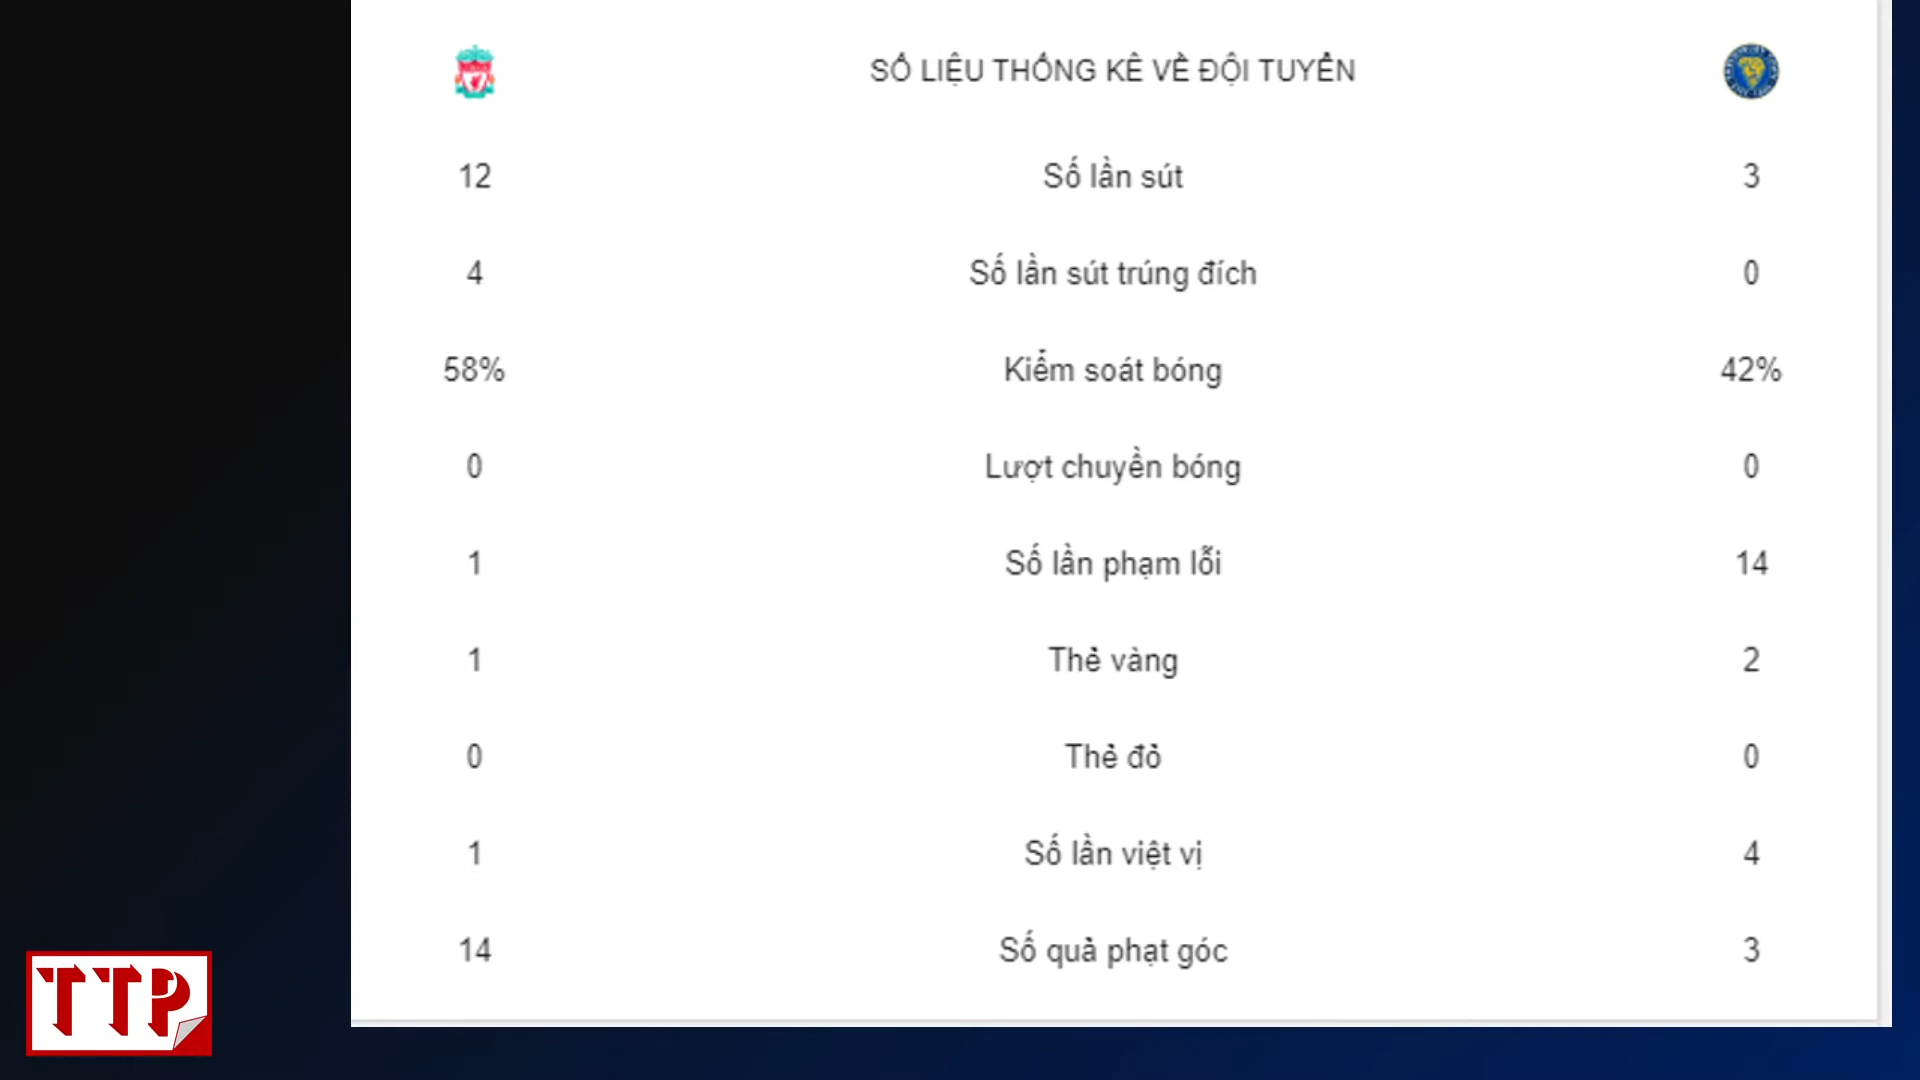 SỐ LIỆU THỐNG KÊ VỀ ĐỘI TUYỂN
12 Số lần sút 3
4 Số lần sút trúng đích 0
58% Kiểm soát bóng 42%
0 Lượt chuyền bóng 0
1 Số lần phạm lỗi 14
1 Thẻ vàng 2
0 Thẻ đỏ 0
1 Số lần việt vị 4
14 Số quả phạt góc 3
TTP